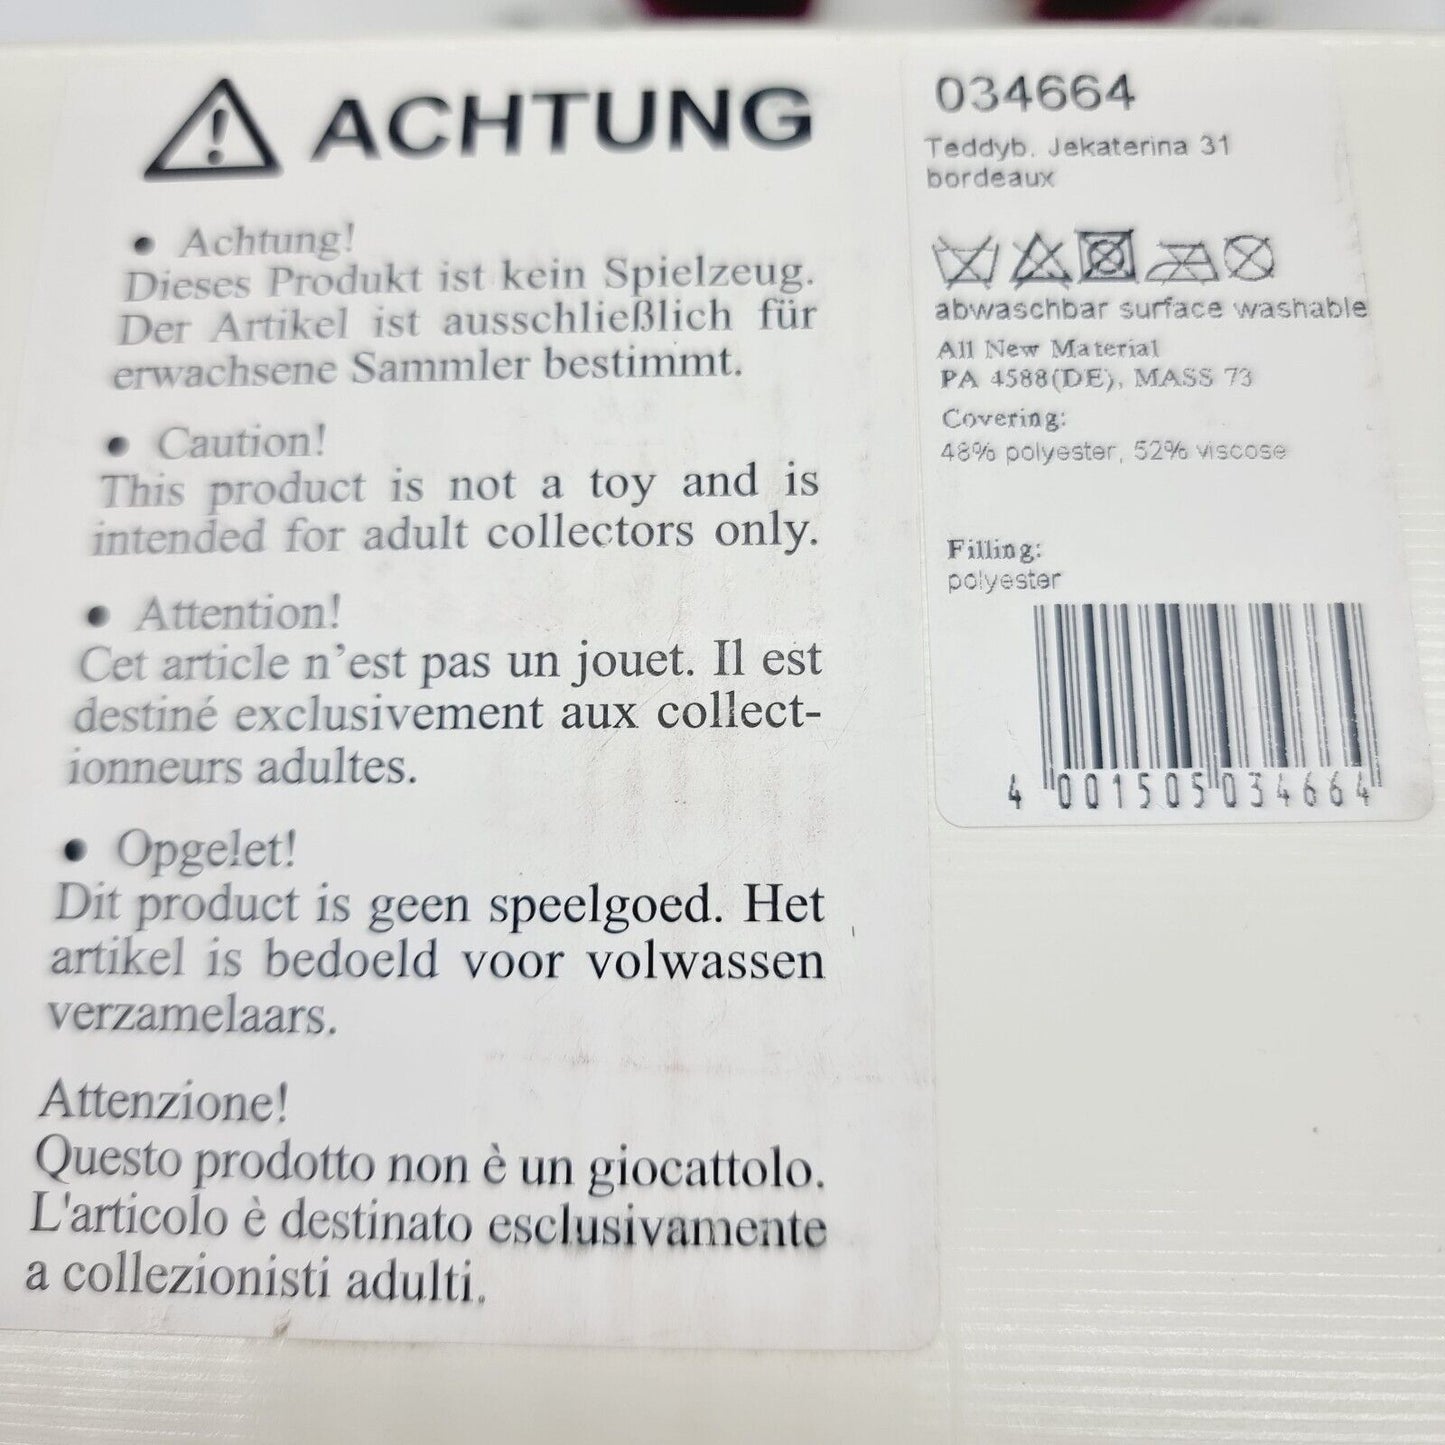 ACHTUNG
• Achtung!
Dieses Produkt ist kein Spielzeug.
Der Artikel ist ausschließlich für
erwachsene Sammler bestimmt.
• Caution!
This product is not a toy and is
intended for adult collectors only.
• Attention!
Cet article n’est pas un jouet. Il est
destiné exclusivement aux collect-
ionneurs adultes.
• Opgelet!
Dit product is geen speelgoed. Het
artikel is bedoeld voor volwassen
verzamelaars.
Attenzione!
Questo prodotto non è un giocattolo.
L'articolo è destinato esclusivamente
a collezionisti adulti.
034664
Teddyb. Jekaterina 31
bordeaux
abwaschbar surface washable
All New Material
PA 4588(DE), MASS 73
Covering:
48% polyester, 52% viscose
Filling:
polyester
4 001505 034664